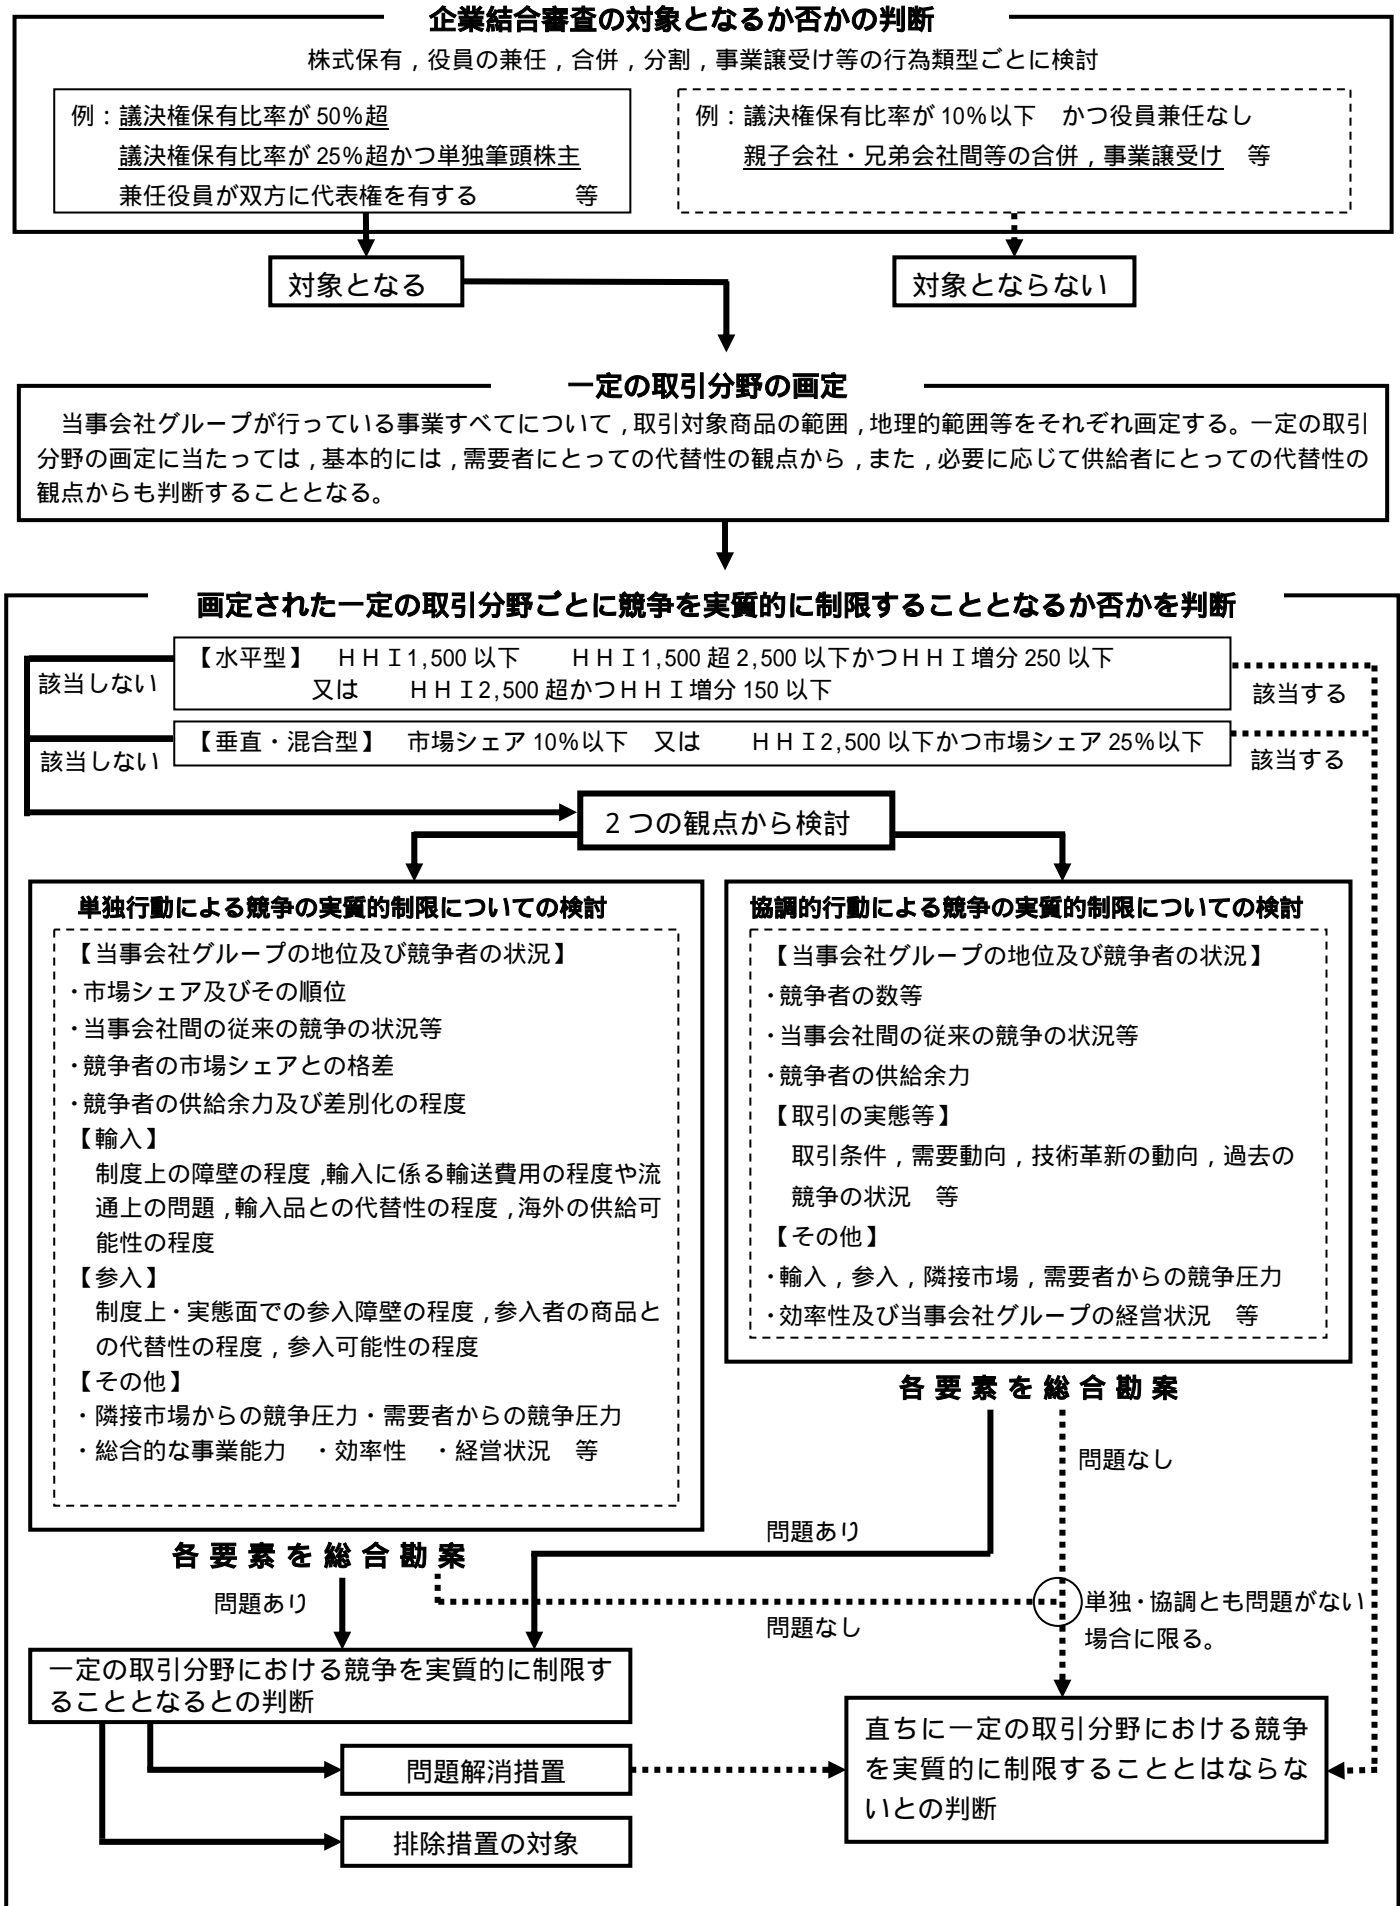 企業結合審査の対象となるか否かの判断
株式保有，役員の兼任，合併，分割，事業譲受け等の行為類型ごとに検討
例：議決権保有比率が 50%超
議決権保有比率が 25%超かつ単独筆頭株主
兼任役員が双方に代表権を有する　　　　等
例：議決権保有比率が 10%以下　かつ役員兼任なし
親子会社・兄弟会社間等の合併，事業譲受け　等
対象となる
対象とならない
一定の取引分野の画定
当事会社グループが行っている事業すべてについて，取引対象商品の範囲，地理的範囲等をそれぞれ画定する。一定の取引
分野の画定に当たっては，基本的には，需要者にとっての代替性の観点から，また，必要に応じて供給者にとっての代替性の
観点からも判断することとなる。
画定された一定の取引分野ごとに競争を実質的に制限することとなるか否かを判断
【水平型】　ＨＨＩ1,500 以下　　ＨＨＩ1,500 超 2,500 以下かつＨＨＩ増分 250 以下
又は　　ＨＨＩ2,500 超かつＨＨＩ増分 150 以下
該当しない
該当する
【垂直・混合型】　市場シェア 10%以下　又は　　ＨＨＩ2,500 以下かつ市場シェア 25%以下
該当しない
該当する
2 つの観点から検討
単独行動による競争の実質的制限についての検討
【当事会社グループの地位及び競争者の状況】
・市場シェア及びその順位
・当事会社間の従来の競争の状況等
・競争者の市場シェアとの格差
・競争者の供給余力及び差別化の程度
【輸入】
制度上の障壁の程度，輸入に係る輸送費用の程度や流
通上の問題，輸入品との代替性の程度，海外の供給可
能性の程度
【参入】
制度上・実態面での参入障壁の程度，参入者の商品と
の代替性の程度，参入可能性の程度
【その他】
・隣接市場からの競争圧力・需要者からの競争圧力
・総合的な事業能力　・効率性　・経営状況　等
各要素を総合勘案
協調的行動による競争の実質的制限についての検討
【当事会社グループの地位及び競争者の状況】
・競争者の数等
・当事会社間の従来の競争の状況等
・競争者の供給余力
【取引の実態等】
取引条件，需要動向，技術革新の動向，過去の
競争の状況　等
【その他】
・輸入，参入，隣接市場，需要者からの競争圧力
・効率性及び当事会社グループの経営状況　等
各要素を総合勘案
問題なし
問題あり
問題あり
問題なし
単独・協調とも問題がない
場合に限る。
一定の取引分野における競争を実質的に制限す
ることとなるとの判断
直ちに一定の取引分野における競争
を実質的に制限することとはならな
いとの判断
問題解消措置
排除措置の対象